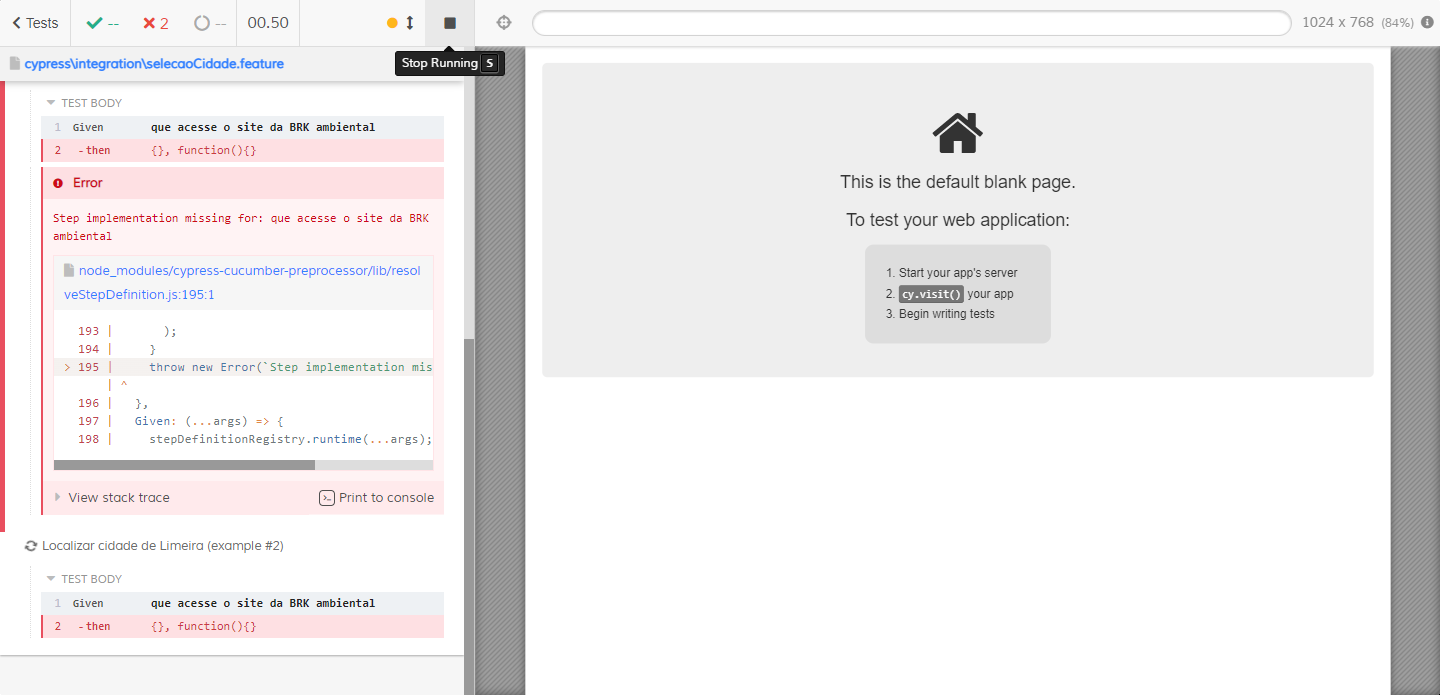 Tests -- 2 -- 00.50 1024 x 768 (84%)
Stop Running S
cypress\integration\selecaoCidade.feature
TEST BODY
1 Given que acesse o site da BRK ambiental
2 -then {}, function(){}
Error
Step implementation missing for: que acesse o site da BRK
ambiental
node_modules/cypress-cucumber-preprocessor/lib/resol
veStepDefinition.js:195:1
193 | );
194 | }
> 195 | throw new Error(`Step implementation mis
| ^
196 | },
197 | Given: (...args) => {
198 | stepDefinitionRegistry.runtime(...args);
View stack trace Print to console
Localizar cidade de Limeira (example #2)
TEST BODY
1 Given que acesse o site da BRK ambiental
2 -then {}, function(){}
This is the default blank page.
To test your web application:
1. Start your app's server
2. cy.visit() your app
3. Begin writing tests